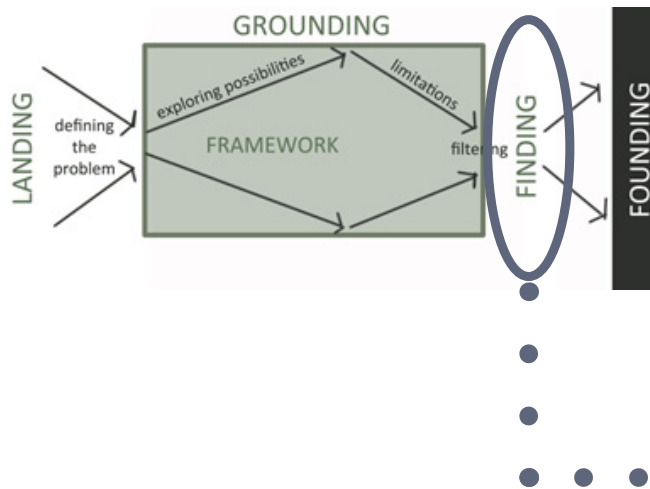 GROUNDING
LANDING
defining
the
problem
exploring possibilities
limitations
FRAMEWORK
filtering
FINDING
FOUNDING